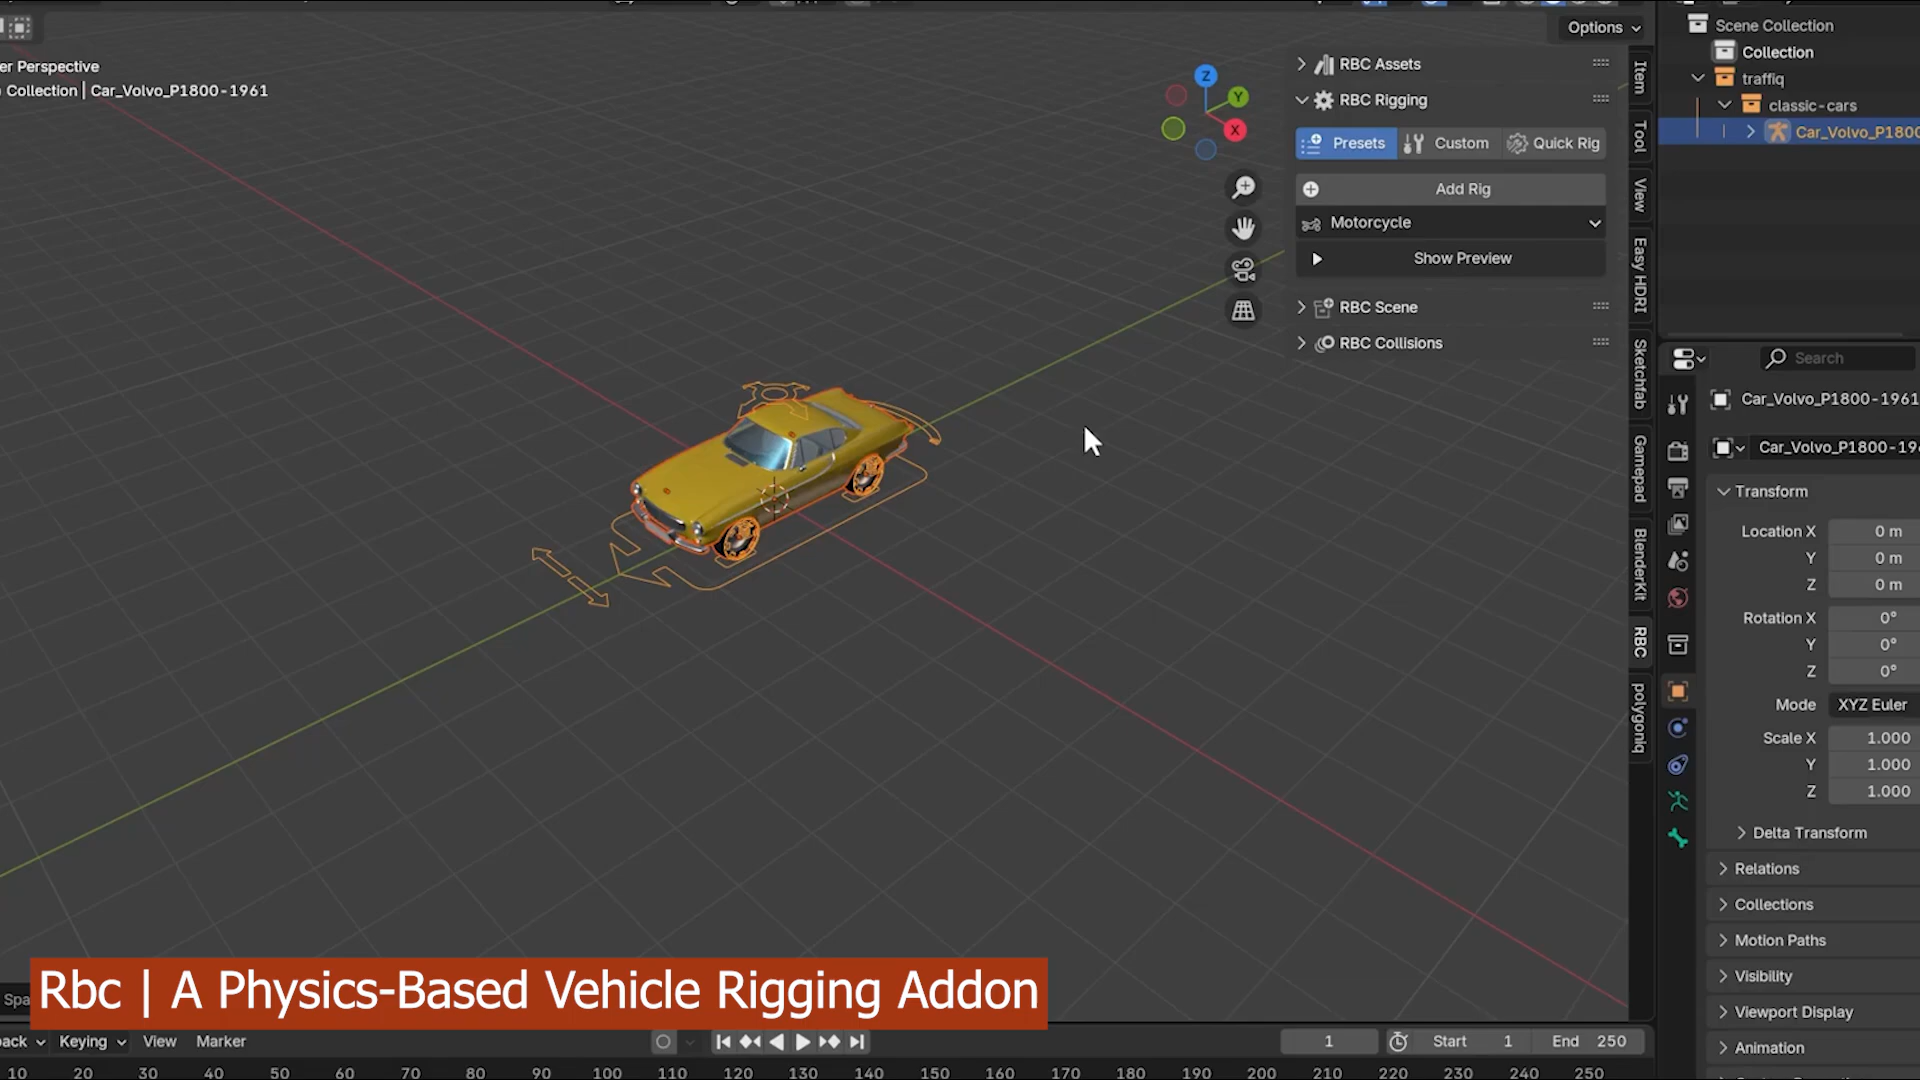 Options
er Perspective
Collection | Car_Volvo_P1800-1961
Z
Y
X
RBC Assets
RBC Rigging
Presets
Custom
Quick Rig
Add Rig
Motorcycle
Show Preview
RBC Scene
RBC Collisions
Item
Tool
View
Easy HDRI
Sketchfab
Gamepad
BlenderKit
RBC
polygoniq
Scene Collection
Collection
traffiq
classic-cars
Car_Volvo_P1800
Search
Car_Volvo_P1800-1961
Car_Volvo_P1800-196
Transform
Location X 0 m
Y 0 m
Z 0 m
Rotation X 0°
Y 0°
Z 0°
Mode XYZ Euler
Scale X 1.000
Y 1.000
Z 1.000
Delta Transform
Relations
Collections
Motion Paths
Visibility
Viewport Display
Animation
Spa
Rbc | A Physics-Based Vehicle Rigging Addon
back Keying View Marker
1
Start 1
End 250
10 20 30 40 50 60 70 80 90 100 110 120 130 140 150 160 170 180 190 200 210 220 230 240 250